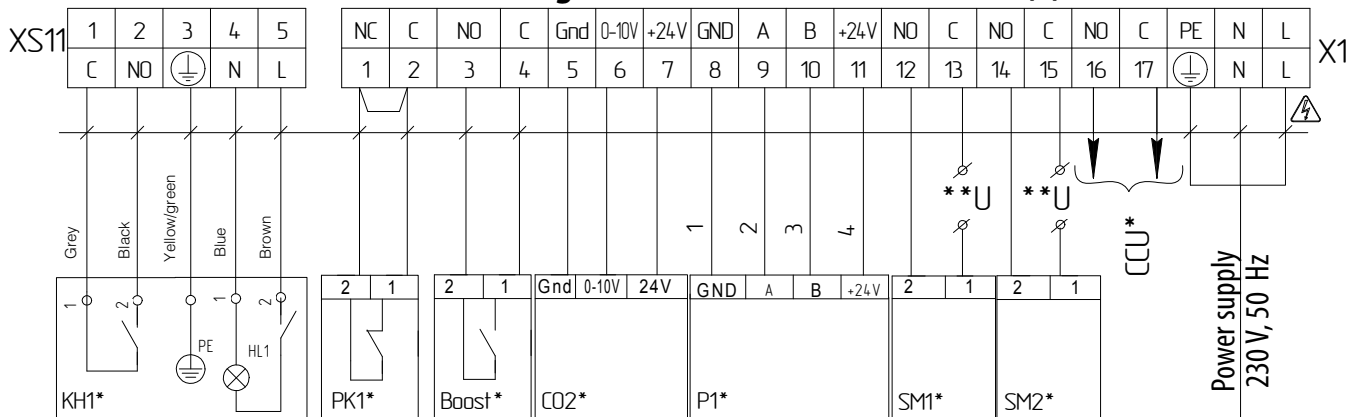 XS11 1 2 3 4 5
C NO N L
NC C NO C Gnd 0-10V +24V GND A B +24V NO C NO C NO C PE N L X1
1 2 3 4 5 6 7 8 9 10 11 12 13 14 15 16 17 N L
**U **U
CCU*
Grey Black Yellow/green Blue Brown
1 2 3 4
Power supply
230 V, 50 Hz
1 2 1 2
PE HL1
KH1*
2 1
PK1*
2 1
Boost*
Gnd 0-10V 24V
CO2*
GND A B +24V
P1*
2 1
SM1*
2 1
SM2*